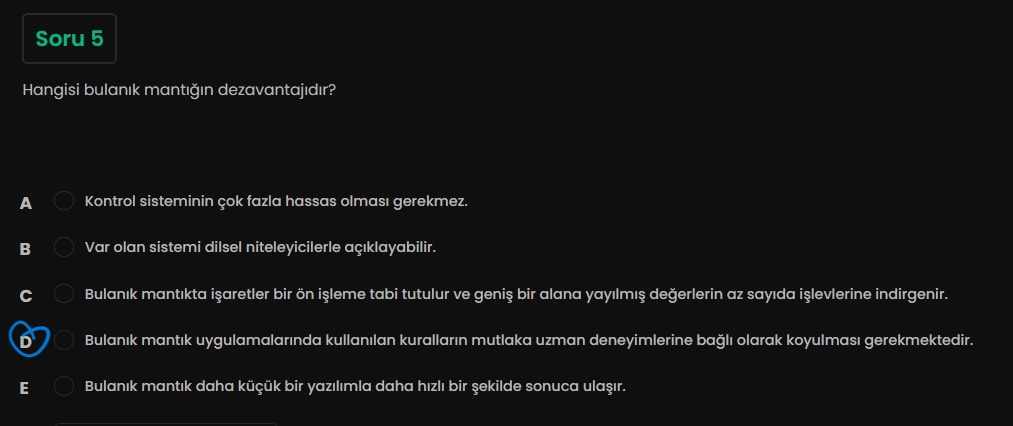 Soru 5
Hangisi bulanık mantığın dezavantajıdır?
A Kontrol sisteminin çok fazla hassas olması gerekmez.
B Var olan sistemi dilsel niteleyicilerle açıklayabilir.
C Bulanık mantıkta işaretler bir ön işleme tabi tutulur ve geniş bir alana yayılmış değerlerin az sayıda işlevlerine indirgenir.
D Bulanık mantık uygulamalarında kullanılan kuralların mutlaka uzman deneyimlerine bağlı olarak koyulması gerekmektedir.
E Bulanık mantık daha küçük bir yazılımla daha hızlı bir şekilde sonuca ulaşır.